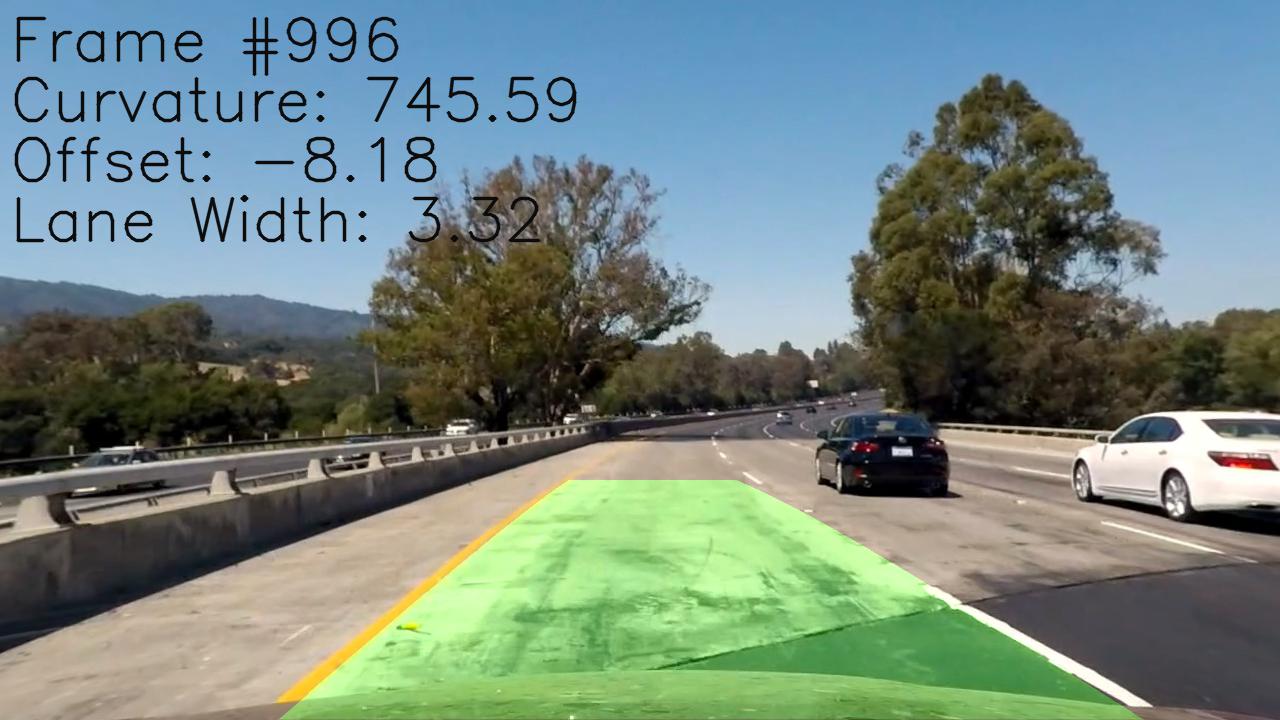 Frame #996
Curvature: 745.59
Offset: -8.18
Lane Width: 3.32